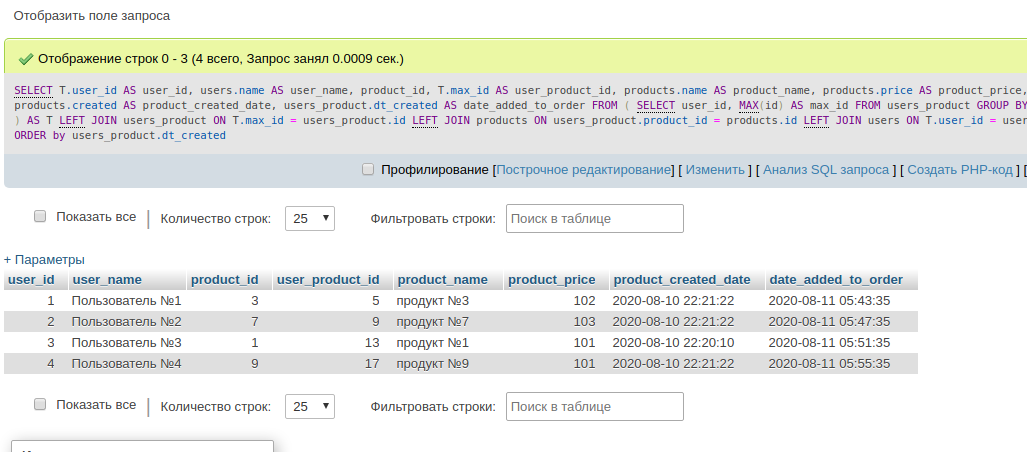 Отобразить поле запроса
Отображение строк 0 - 3 (4 всего, Запрос занял 0.0009 сек.)
SELECT T.user_id AS user_id, users.name AS user_name, product_id, T.max_id AS user_product_id, products.name AS product_name, products.price AS product_price,
products.created AS product_created_date, users_product.dt_created AS date_added_to_order FROM ( SELECT user_id, MAX(id) AS max_id FROM users_product GROUP BY
) AS T LEFT JOIN users_product ON T.max_id = users_product.id LEFT JOIN products ON users_product.product_id = products.id LEFT JOIN users ON T.user_id = user
ORDER by users_product.dt_created
Профилирование [Построчное редактирование] [ Изменить ] [ Анализ SQL запроса ] [ Создать PHP-код ] [
Показать все | Количество строк: 25 Фильтровать строки: Поиск в таблице
+ Параметры
user_id user_name product_id user_product_id product_name product_price product_created_date date_added_to_order
1 Пользователь №1 3 5 продукт №3 102 2020-08-10 22:21:22 2020-08-11 05:43:35
2 Пользователь №2 7 9 продукт №7 103 2020-08-10 22:21:22 2020-08-11 05:47:35
3 Пользователь №3 1 13 продукт №1 101 2020-08-10 22:20:10 2020-08-11 05:51:35
4 Пользователь №4 9 17 продукт №9 101 2020-08-10 22:21:22 2020-08-11 05:55:35
Показать все | Количество строк: 25 Фильтровать строки: Поиск в таблице